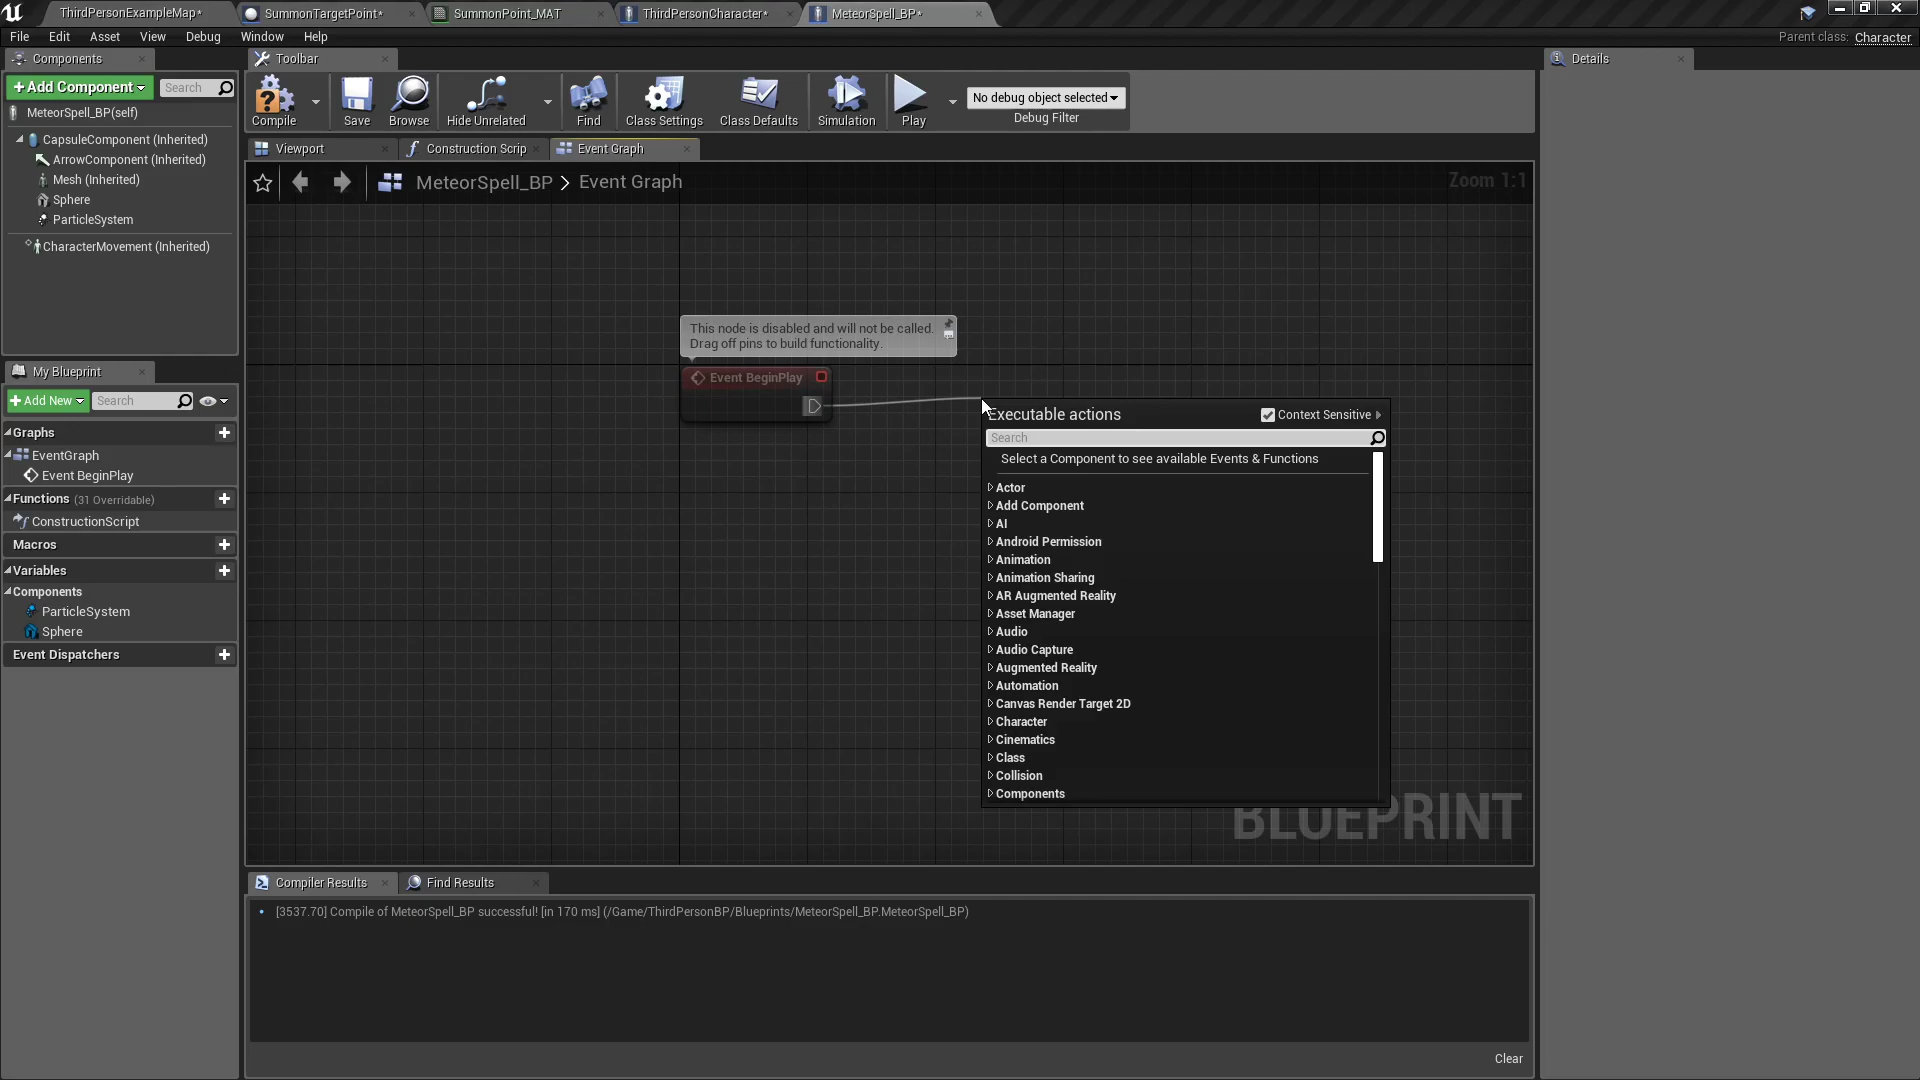 ThirdPersonExampleMap*
SummonTargetPoint*
SummonPoint_MAT
ThirdPersonCharacter*
MeteorSpell_BP*
File Edit Asset View Debug Window Help
Parent class: Character
Components
Toolbar
Details
+ Add Component
Search
Compile
Save
Browse
Hide Unrelated
Find
Class Settings
Class Defaults
Simulation
Play
No debug object selected
Debug Filter
MeteorSpell_BP(self)
CapsuleComponent (Inherited)
ArrowComponent (Inherited)
Mesh (Inherited)
Sphere
ParticleSystem
CharacterMovement (Inherited)
Viewport
Construction Scrip
Event Graph
MeteorSpell_BP > Event Graph
Zoom 1:1
This node is disabled and will not be called.
Drag off pins to build functionality.
Event BeginPlay
Executable actions
Context Sensitive
Search
Select a Component to see available Events & Functions
Actor
Add Component
AI
Android Permission
Animation
Animation Sharing
AR Augmented Reality
Asset Manager
Audio
Audio Capture
Augmented Reality
Automation
Canvas Render Target 2D
Character
Cinematics
Class
Collision
Components
BLUEPRINT
My Blueprint
+ Add New
Search
Graphs
EventGraph
Event BeginPlay
Functions (31 Overridable)
ConstructionScript
Macros
Variables
Components
ParticleSystem
Sphere
Event Dispatchers
Compiler Results
Find Results
[3537.70] Compile of MeteorSpell_BP successful! [in 170 ms] (/Game/ThirdPersonBP/Blueprints/MeteorSpell_BP.MeteorSpell_BP)
Clear